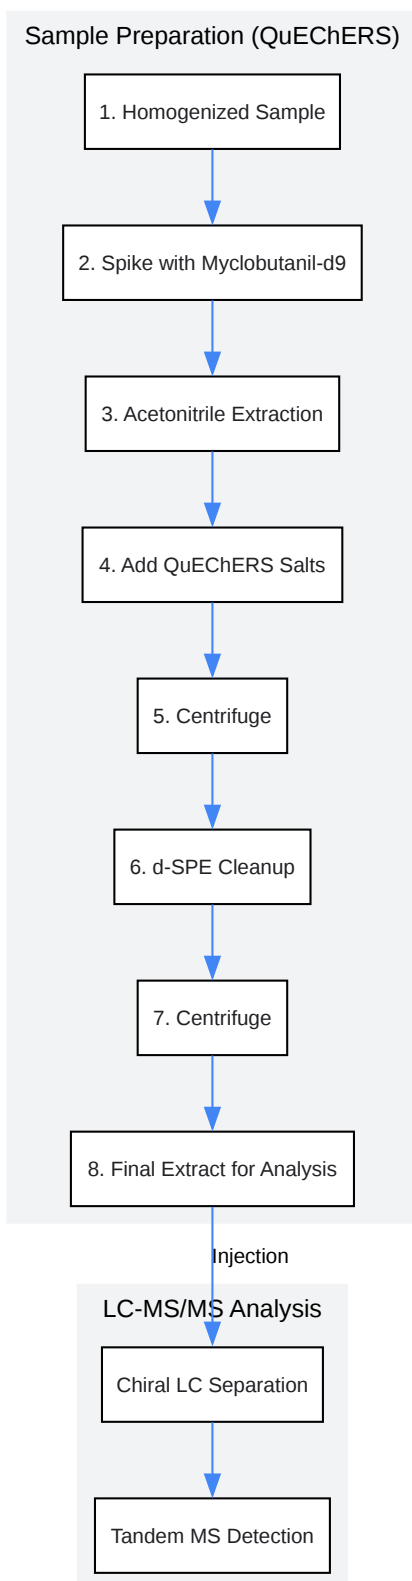 Sample Preparation (QuEChERS)
1. Homogenized Sample
2. Spike with Myclobutanil-d9
3. Acetonitrile Extraction
4. Add QuEChERS Salts
5. Centrifuge
6. d-SPE Cleanup
7. Centrifuge
8. Final Extract for Analysis
Injection
LC-MS/MS Analysis
Chiral LC Separation
Tandem MS Detection